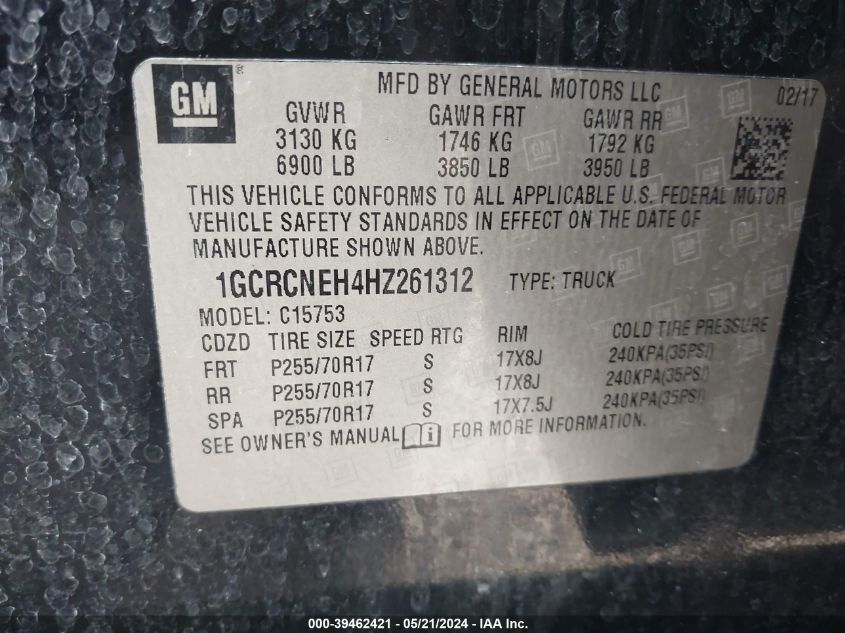 GM ®
MFD BY GENERAL MOTORS LLC 02/17
GVWR GAWR FRT GAWR RR
3130 KG 1746 KG 1792 KG
6900 LB 3850 LB 3950 LB
THIS VEHICLE CONFORMS TO ALL APPLICABLE U.S. FEDERAL MOTOR
VEHICLE SAFETY STANDARDS IN EFFECT ON THE DATE OF
MANUFACTURE SHOWN ABOVE.
1GCRCNEH4HZ261312 TYPE: TRUCK
MODEL: C15753
CDZD TIRE SIZE SPEED RTG RIM COLD TIRE PRESSURE
FRT P255/70R17 S 17X8J 240KPA(35PSI)
RR P255/70R17 S 17X8J 240KPA(35PSI)
SPA P255/70R17 S 17X7.5J 240KPA(35PSI)
SEE OWNER'S MANUAL i FOR MORE INFORMATION.
000-39462421 - 05/21/2024 - IAA Inc.